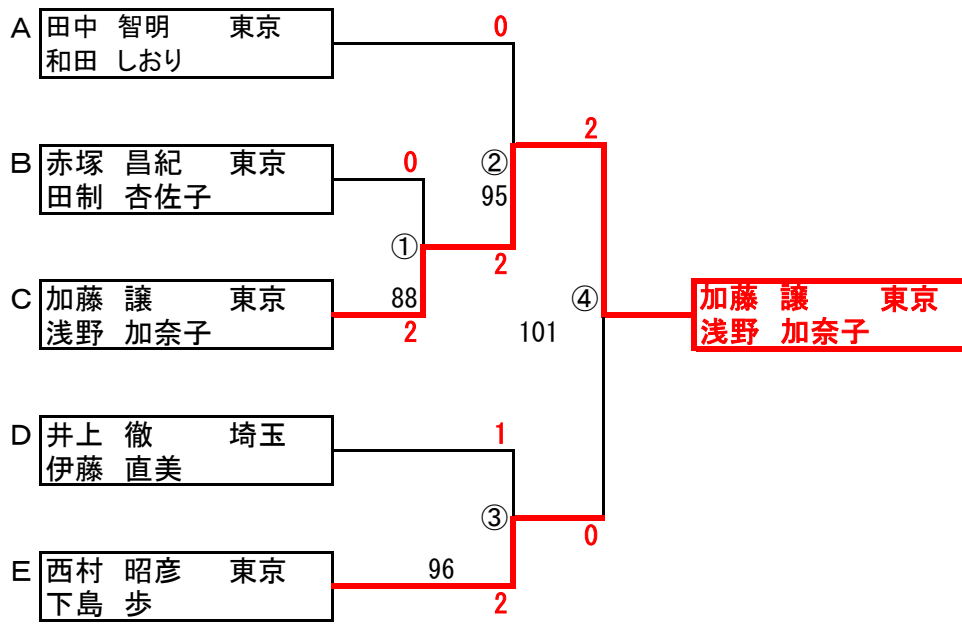 A 田中 智明 東京
和田 しおり
0
2
B 赤塚 昌紀 東京
田制 杏佐子
0
②
95
①
2
C 加藤 譲 東京
浅野 加奈子
88
2
④
101
加藤 譲 東京
浅野 加奈子
D 井上 徹 埼玉
伊藤 直美
1
③
0
E 西村 昭彦 東京
下島 歩
96
2